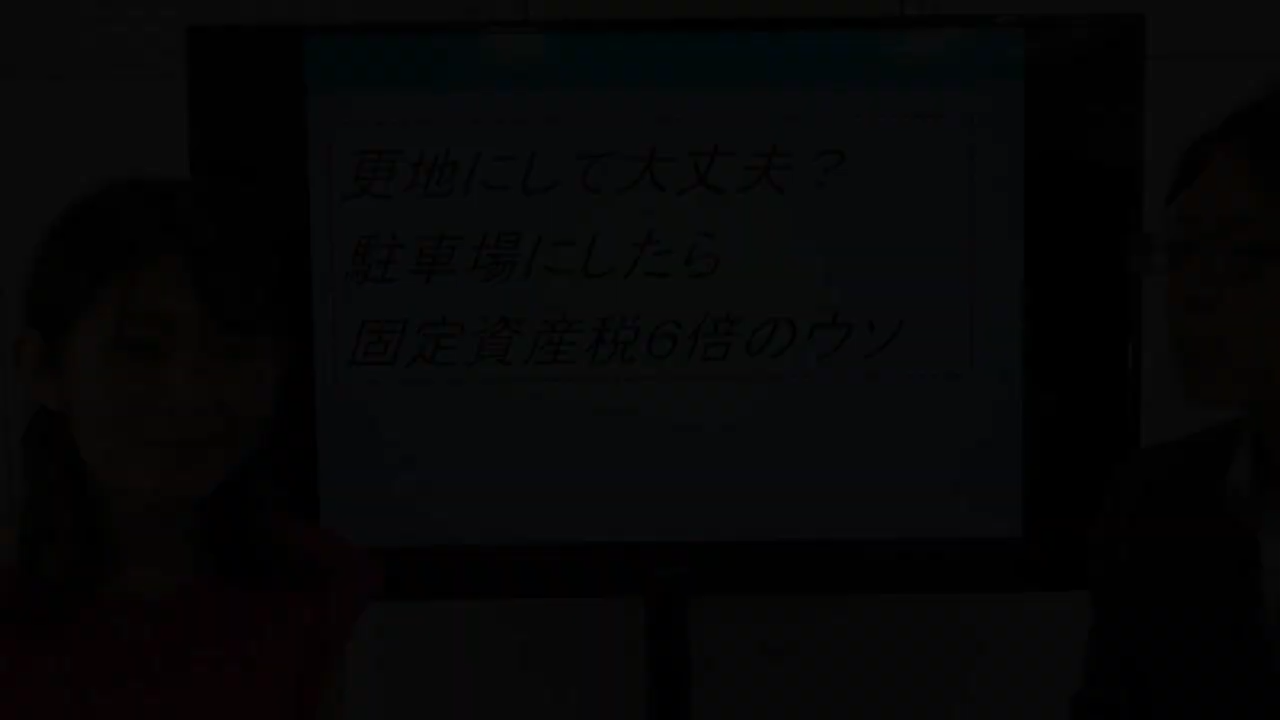 更地にして大丈夫？
駐車場にしたら
固定資産税6倍のウソ